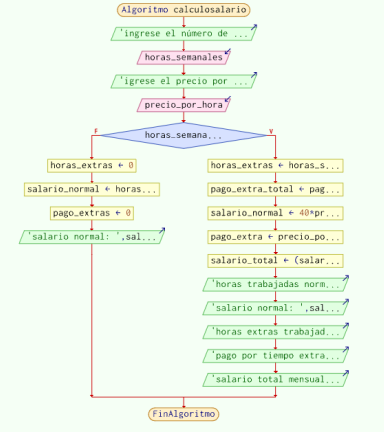 Algoritmo calculosalario
'ingrese el número de ...
horas_semanales
'igrese el precio por ...
precio_por_hora
horas_semana...
F
V
horas_extras ← 0
salario_normal ← horas...
pago_extras ← 0
'salario normal: ',sal...
horas_extras ← horas_s...
pago_extra_total ← pag...
salario_normal ← 40*pr...
pago_extra ← precio_po...
salario_total ← (salar...
'horas trabajadas norm...
'salario normal: ',sal...
'horas extras trabajad...
'pago por tiempo extra...
'salario total mensual...
FinAlgoritmo